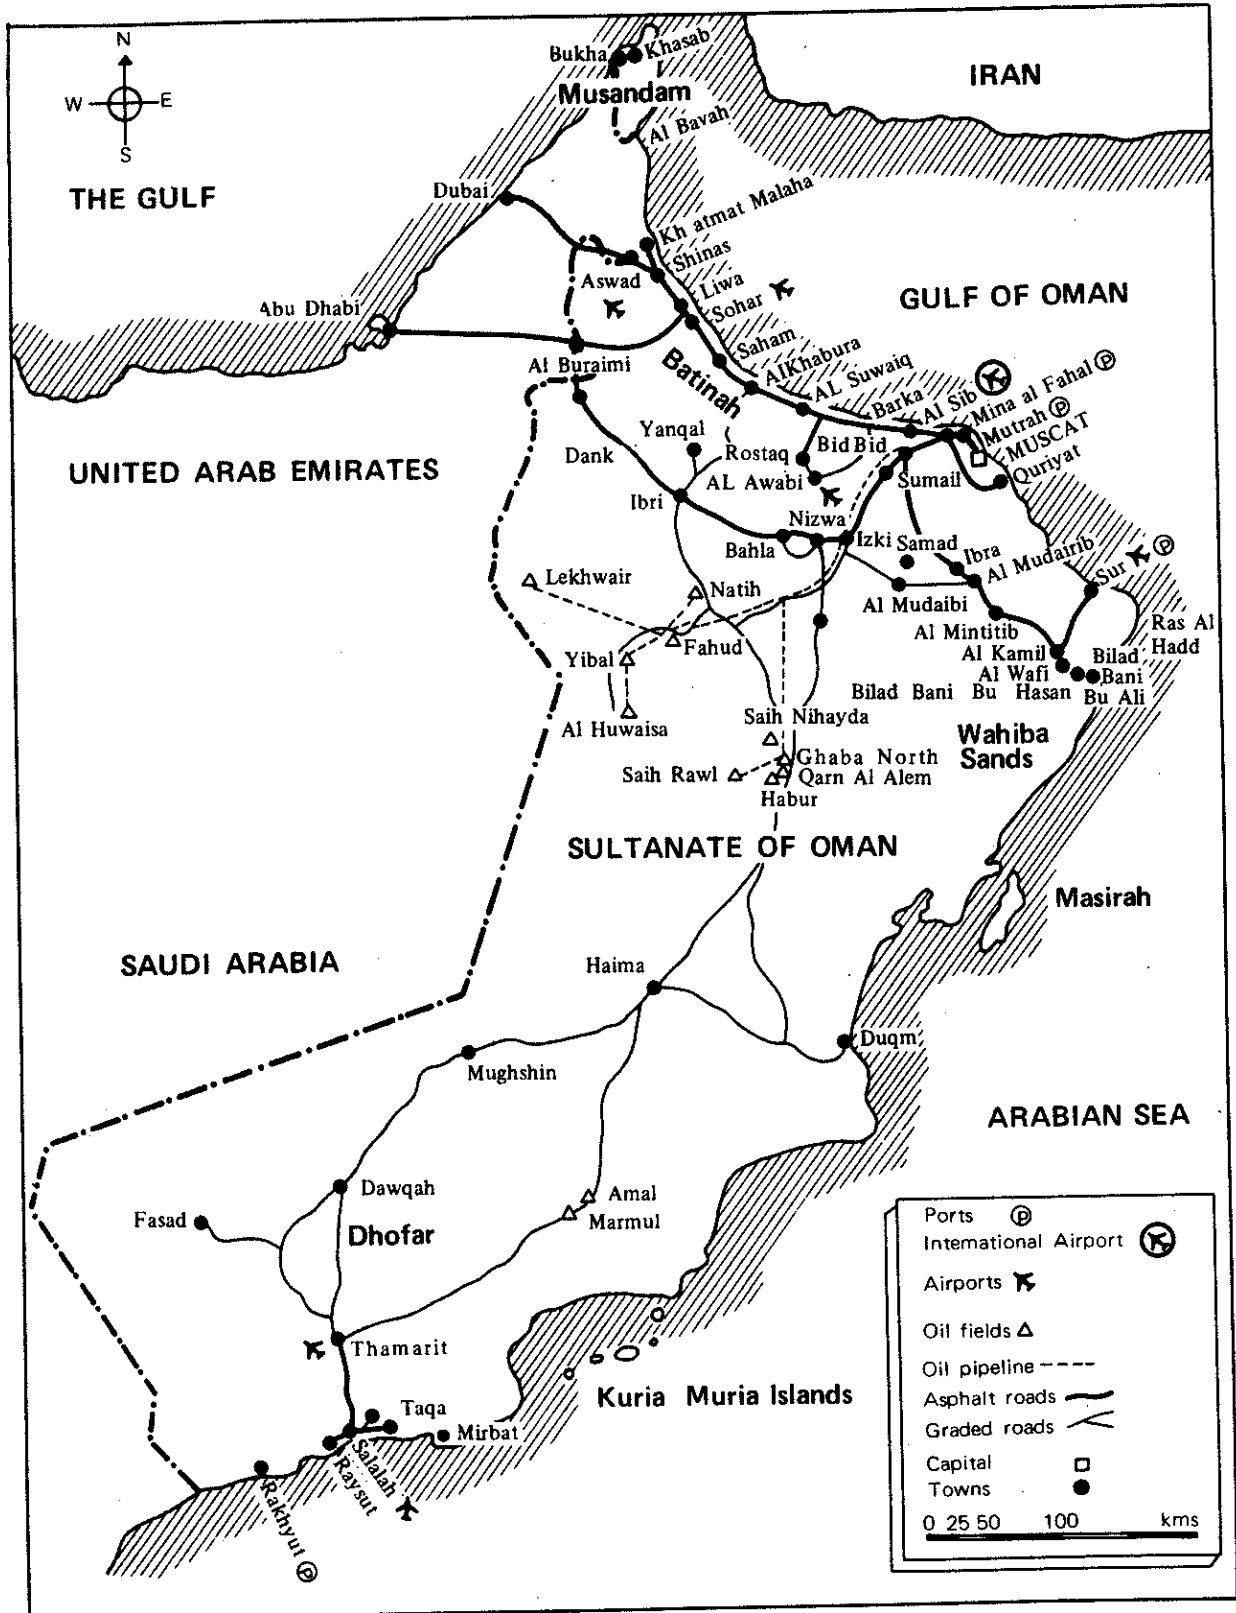 N
W
E
S
Bukha
Khasab
Musandam
IRAN
Al Bavah
THE GULF
Dubai
Kh atmat Malaha
Shinas
Aswad
Liwa
Sohar
GULF OF OMAN
Abu Dhabi
Saham
Al Buraimi
AlKhabura
Batinah
AL Suwaiq
Barka
Al Sib
Mina al Fahal
P
Mutrah
P
MUSCAT
Quriyat
Yanqal
Rostaq
Bid Bid
UNITED ARAB EMIRATES
Dank
AL Awabi
Sumail
Ibri
Nizwa
Bahla
Izki
Samad
Ibra
Al Mudairib
Sur
P
Lekhwair
Natih
Al Mudaibi
Al Mintitib
Ras Al
Hadd
Yibal
Fahud
Al Kamil
Al Wafi
Bilad
Bani
Bu Ali
Bilad Bani Bu Hasan
Al Huwaisa
Saih Nihayda
Wahiba
Sands
Ghaba North
Saih Rawl
Qarn Al Alem
Habur
SULTANATE OF OMAN
Masirah
SAUDI ARABIA
Haima
Duqm
Mughshin
ARABIAN SEA
Dawqah
Amal
Marmul
Fasad
Dhofar
Thamarit
Kuria Muria Islands
Taqa
Mirbat
Salalah
Raysut
Rakhyut
P
Ports P
International Airport
Airports
Oil fields
Oil pipeline
Asphalt roads
Graded roads
Capital
Towns
0 25 50 100 kms